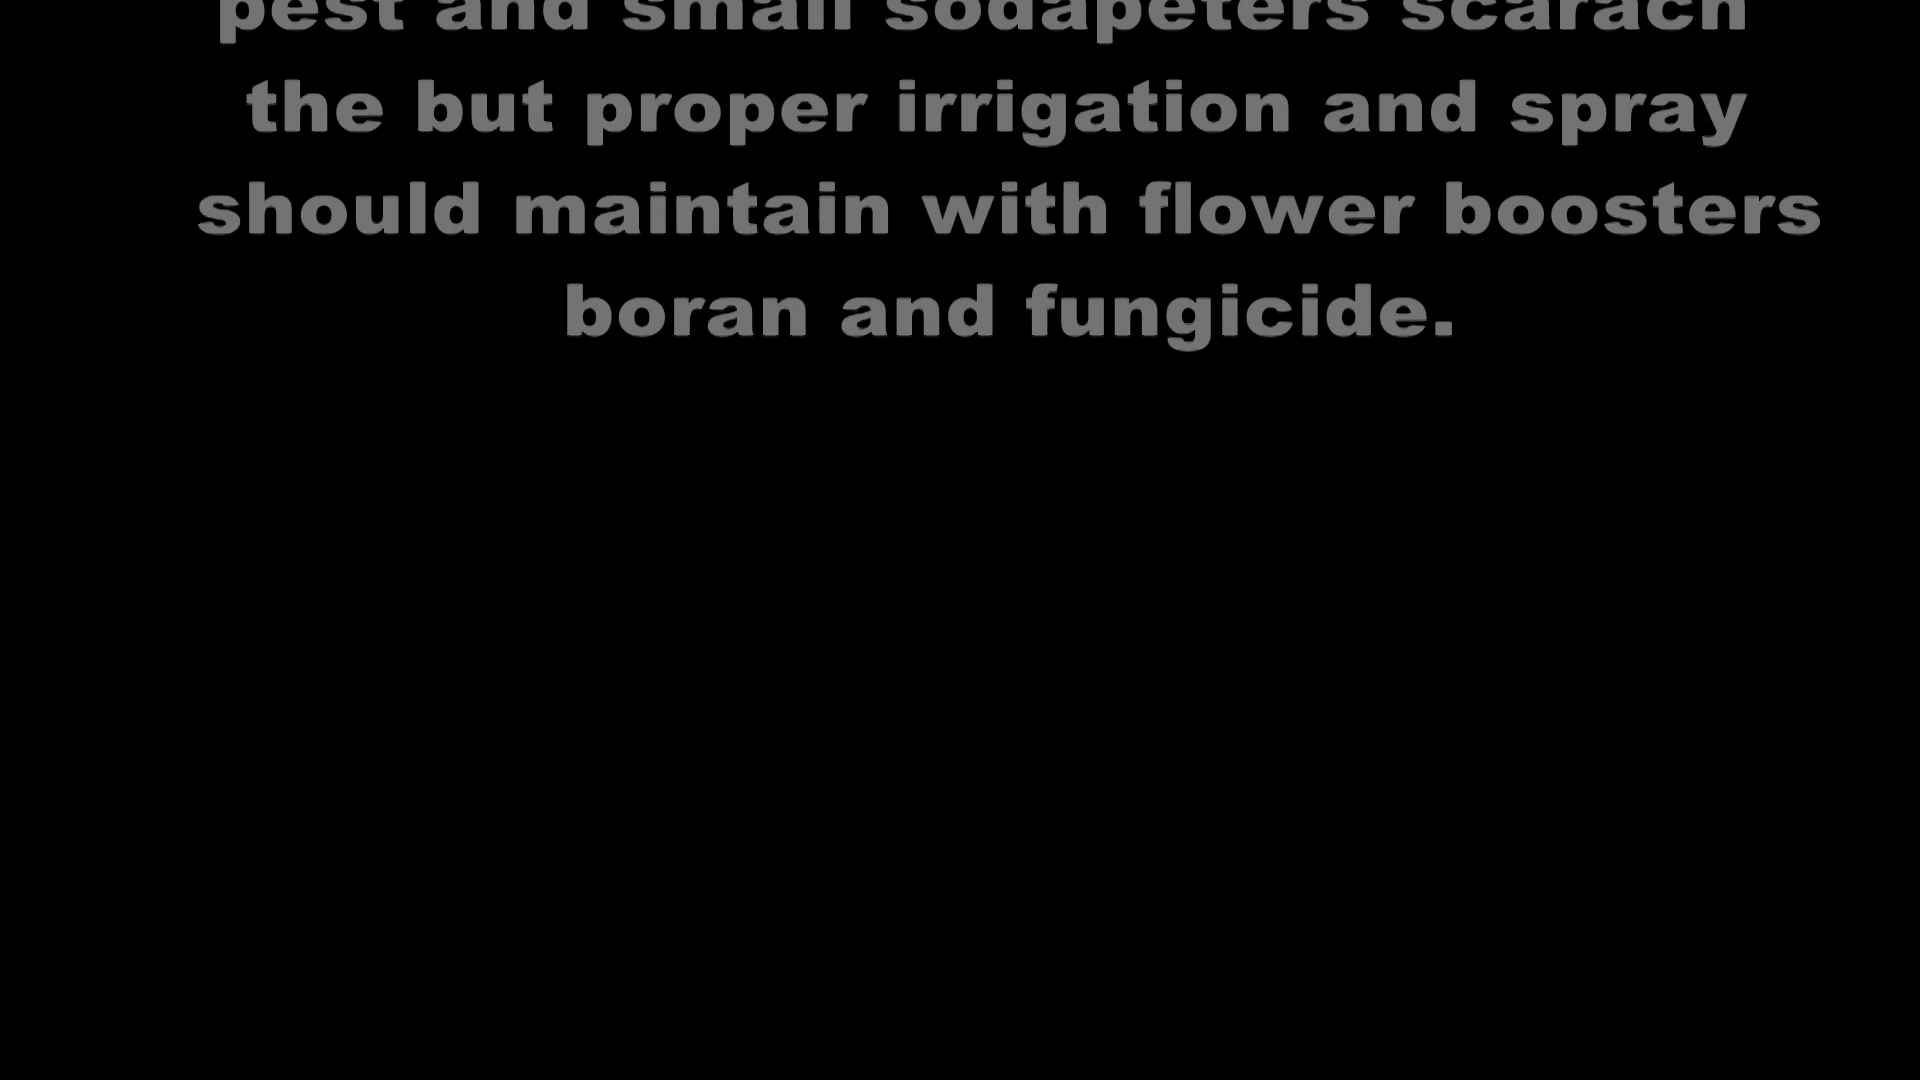 pest and small sodapeters scarach
the but proper irrigation and spray
should maintain with flower boosters
boran and fungicide.